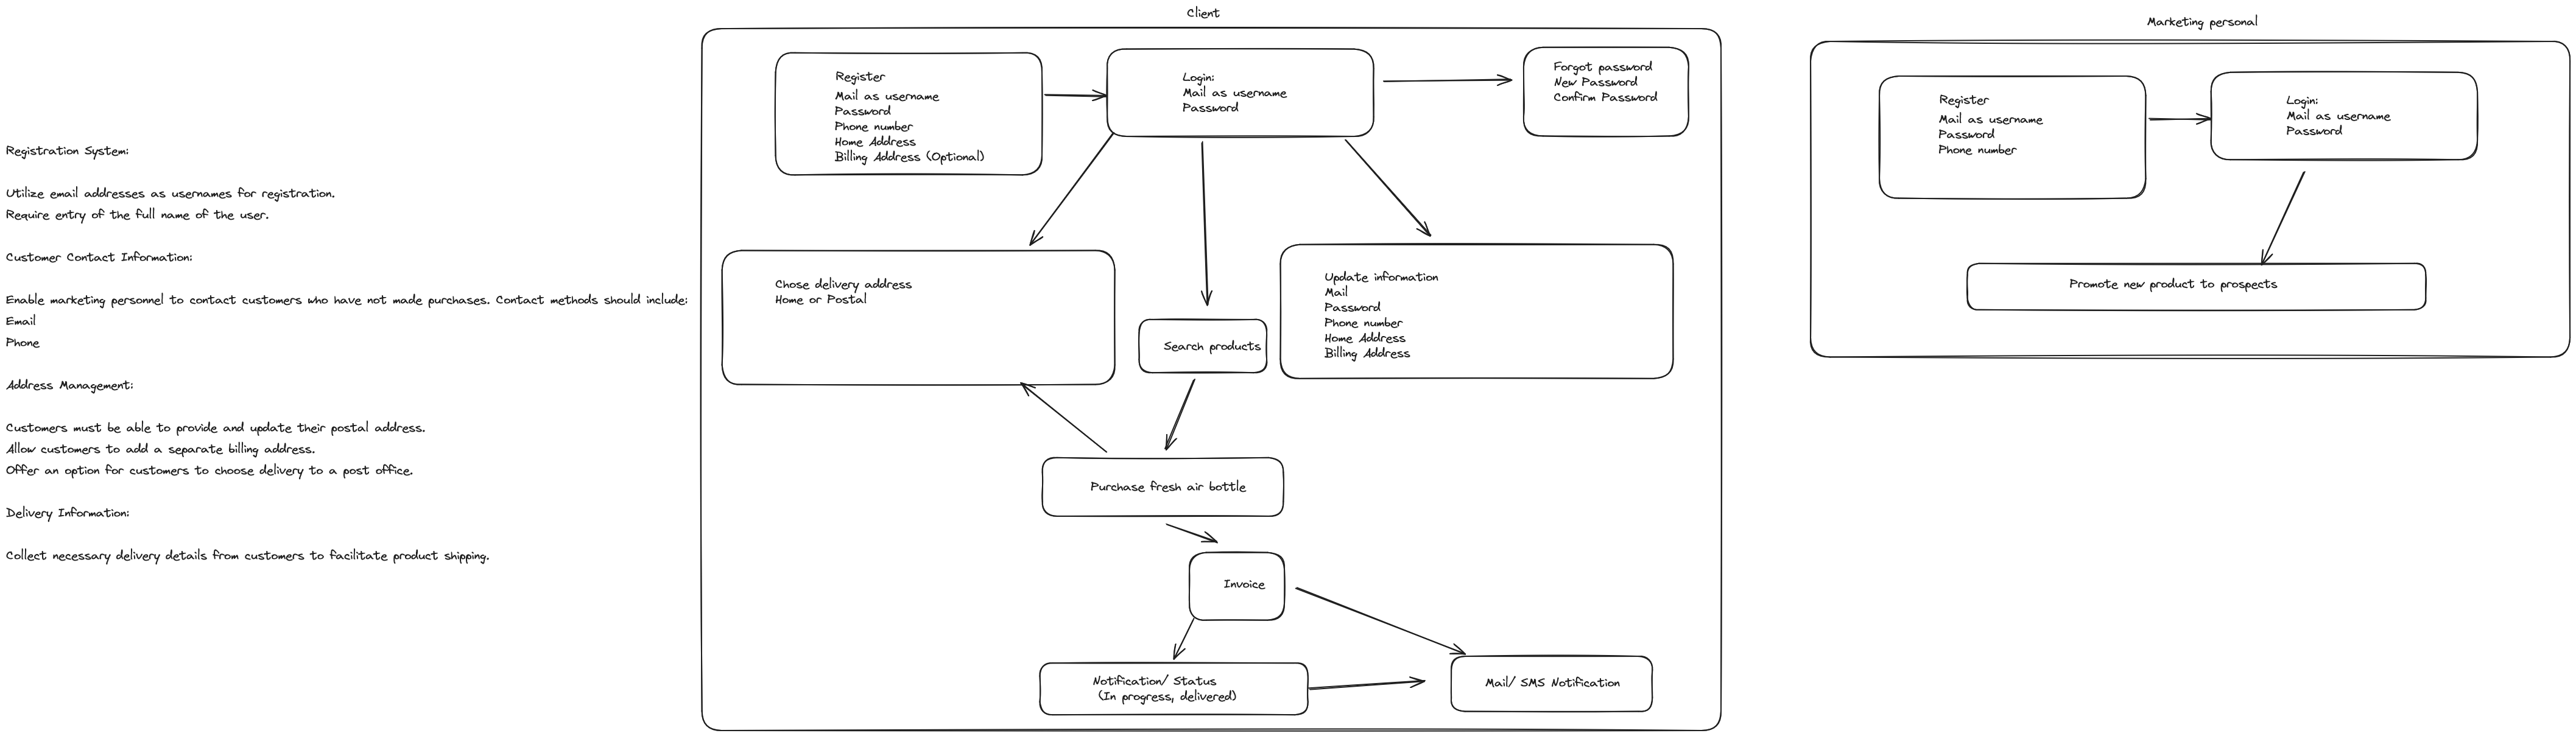 Registration System:
Utilize email addresses as usernames for registration.
Require entry of the full name of the user.
Customer Contact Information:
Enable marketing personnel to contact customers who have not made purchases. Contact methods should include:
Email
Phone
Address Management:
Customers must be able to provide and update their postal address.
Allow customers to add a separate billing address.
Offer an option for customers to choose delivery to a post office.
Delivery Information:
Collect necessary delivery details from customers to facilitate product shipping.
Client
Register
Mail as username
Password
Phone number
Home Address
Billing Address (Optional)
Login:
Mail as username
Password
Forgot password
New Password
Confirm Password
Chose delivery address
Home or Postal
Search products
Update information
Mail
Password
Phone number
Home Address
Billing Address
Purchase fresh air bottle
Invoice
Notification/ Status
(In progress, delivered)
Mail/ SMS Notification
Marketing personal
Register
Mail as username
Password
Phone number
Login:
Mail as username
Password
Promote new product to prospects